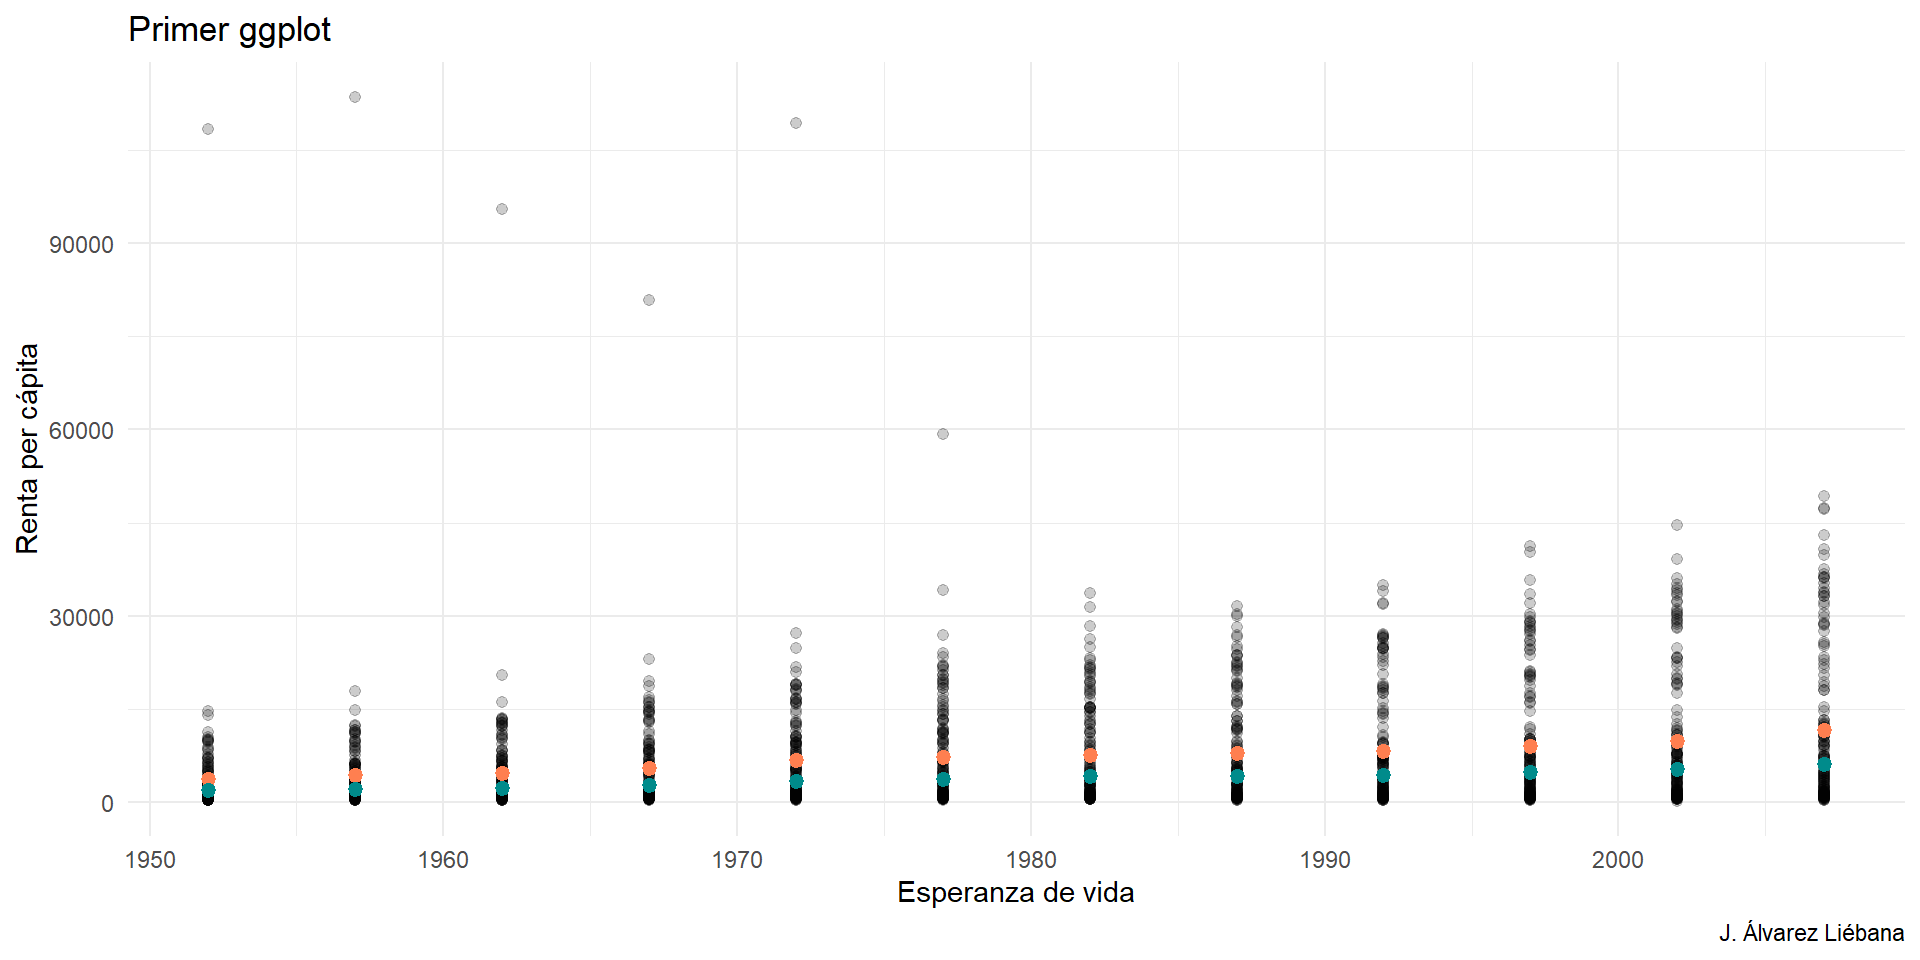 Primer ggplot
Renta per cápita
90000
60000
30000
0
1950 1960 1970 1980 1990 2000
Esperanza de vida
J. Álvarez Liébana